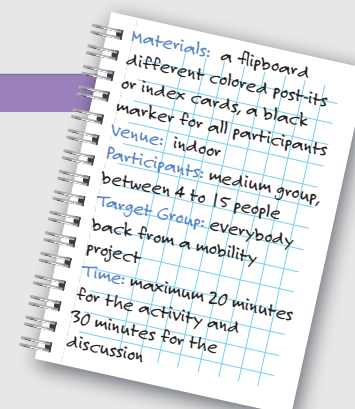 Materials: a flipboard
different colored post-its
or index cards, a black
marker for all participants
Venue: indoor
Participants: medium group,
between 4 to 15 people
Target Group: everybody
back from a mobility
project
Time: maximum 20 minutes
for the activity and
30 minutes for the
discussion